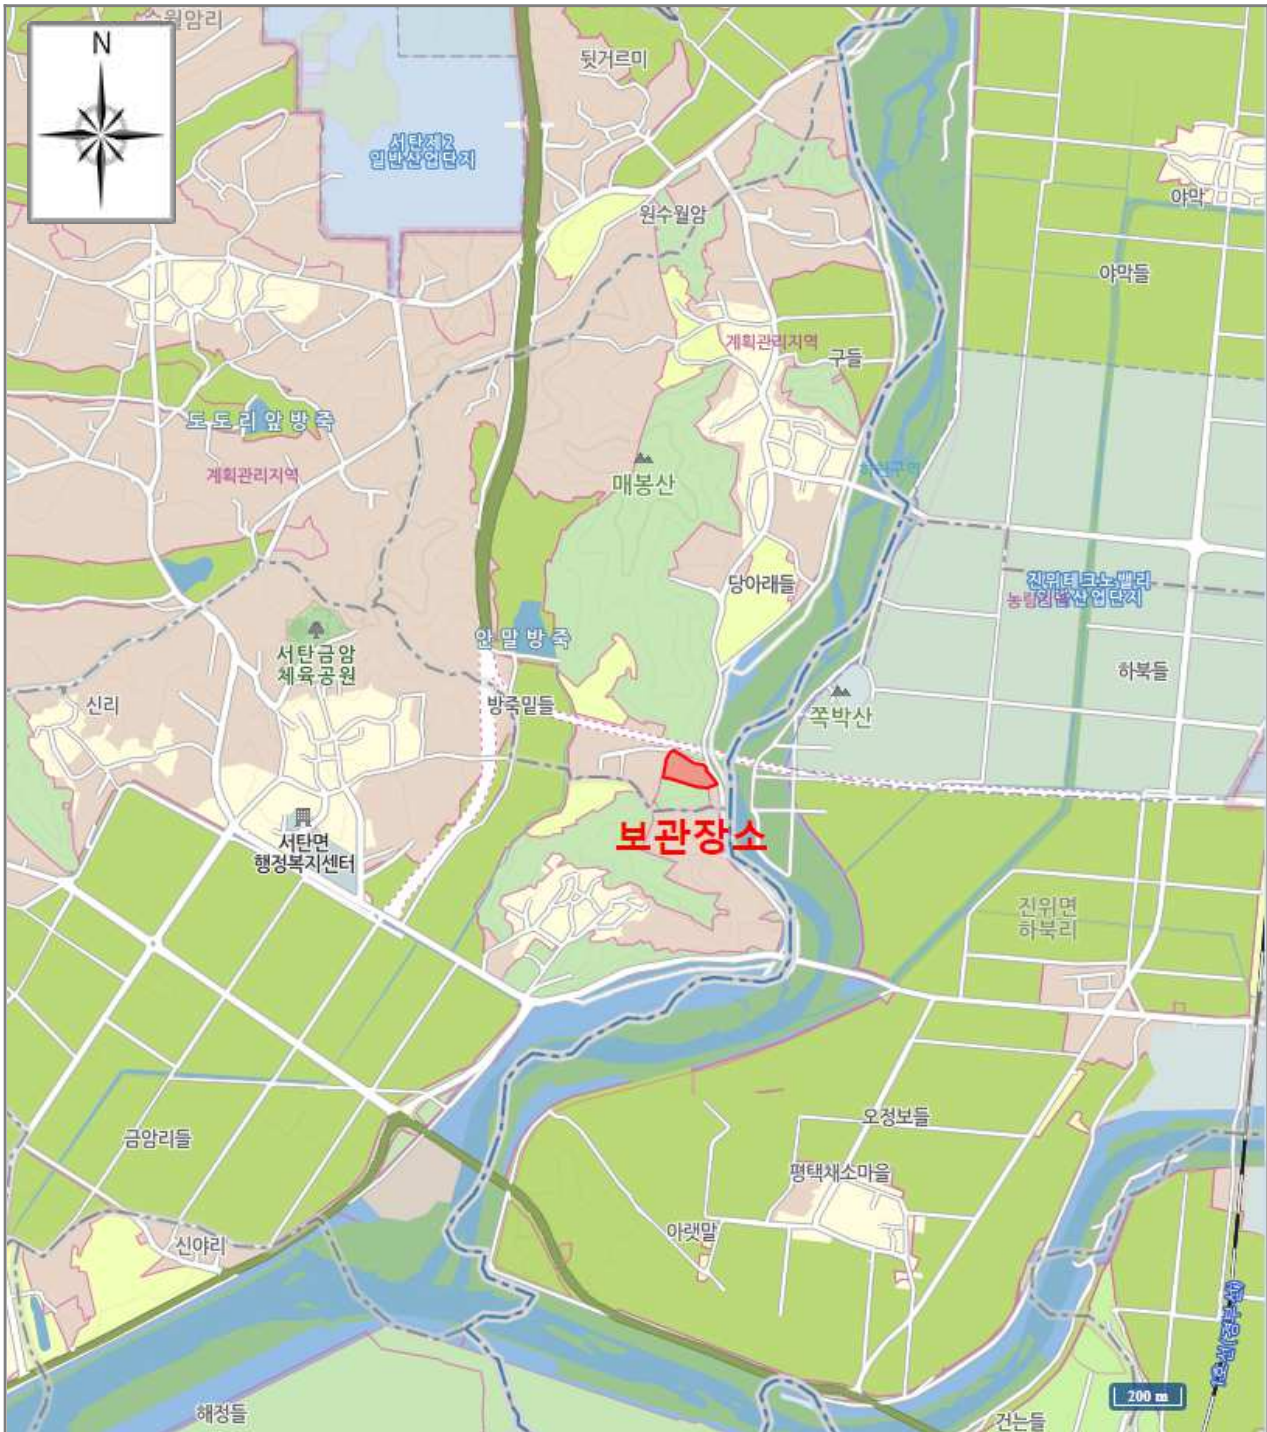 수월암리
N
뒷거르미
서탄제2
일반산업단지
야막
원수월암
야막들
계획관리지역
구들
도도리앞방죽
계획관리지역
매봉산
하천구역
당아래들
진위테크노밸리
일반산업단지
안말방죽
서탄금암
체육공원
하북들
신리
방죽밑들
쪽박산
서탄면
행정복지센터
보관장소
진위면
하북리
오정보들
금암리들
평택채소마을
아랫말
신야리
200 m
해정들
건는들